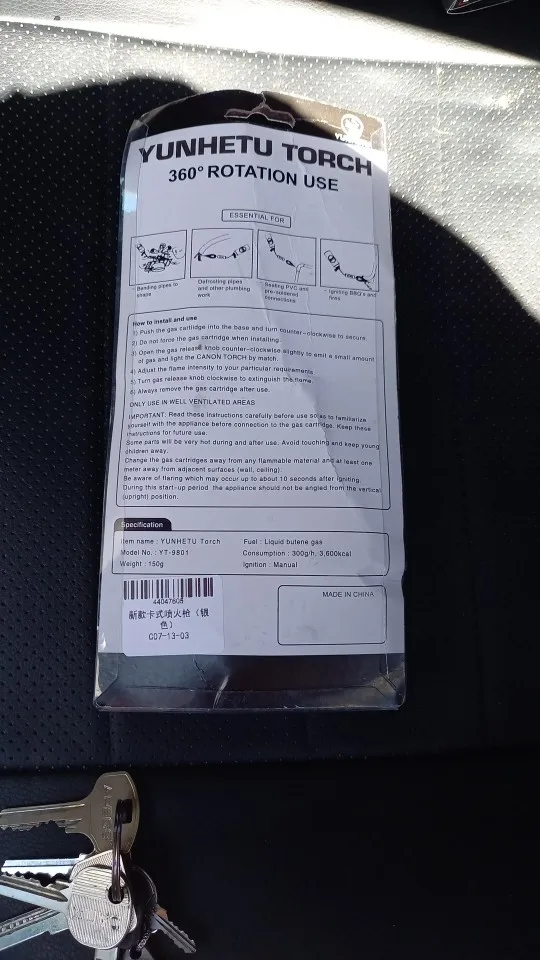 YUNHETU TORCH
360° ROTATION USE
ESSENTIAL FOR
Bending pipes to
shape
Defrosting pipes
and other plumbing
work
Sealing PVC and
pre-soldered
connections
Igniting BBQ's and
fires
How to install and use
1) Push the gas cartlidge into the base and turn counter-clockwise to secure.
2) Do not force the gas cartridge when installing.
3) Open the gas release knob counter-clockwise slightly to emit a small amount
of gas and light the CANON TORCH by match.
4) Adjust the flame intensity to your particular requirements
5) Turn gas release knob clockwise to extinguish the flame.
6) Always remove the gas cartridge after use.
ONLY USE IN WELL VENTILATED AREAS
IMPORTANT: Read these instructions carefully before use so as to familiarize
yourself with the appliance before connection to the gas cartridge. Keep these
instructions for future use.
Some parts will be very hot during and after use. Avoid touching and keep young
children away.
Change the gas cartridges away from any flammable material and at least one
meter away from adjacent surfaces (wall, ceiling).
Be aware of flaring which may occur up to about 10 seconds after igniting.
During this start-up period the appliance should not be angled from the vertical
(upright) position.
Specification
Item name : YUNHETU Torch
Fuel : Liquid butene gas
Model No. : YT-9801
Consumption : 300g/h, 3,600kcal
Weight : 150g
Ignition : Manual
44047605
新款卡式喷火枪（银
色）
C07-13-03
MADE IN CHINA